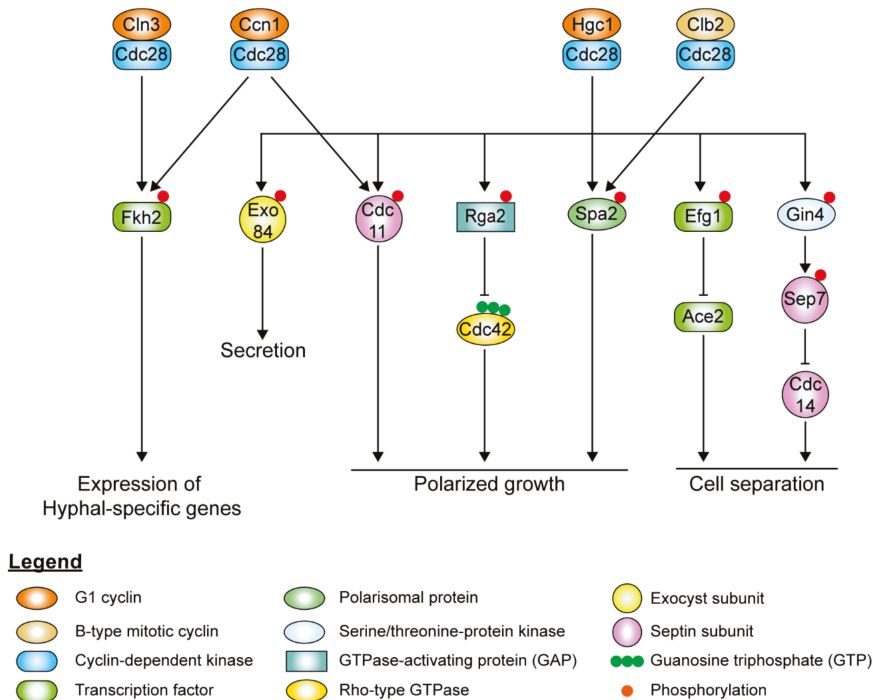 Cln3
Ccn1
Hgc1
Clb2
Cdc28
Cdc28
Cdc28
Cdc28
Fkh2
Exo
84
Cdc
11
Rga2
Spa2
Efg1
Gin4
Sep7
Cdc42
Ace2
Secretion
Cdc
14
Expression of
Hyphal-specific genes
Polarized growth
Cell separation
Legend
G1 cyclin
Polarisomal protein
Exocyst subunit
B-type mitotic cyclin
Serine/threonine-protein kinase
Septin subunit
Cyclin-dependent kinase
GTPase-activating protein (GAP)
Guanosine triphosphate (GTP)
Transcription factor
Rho-type GTPase
Phosphorylation